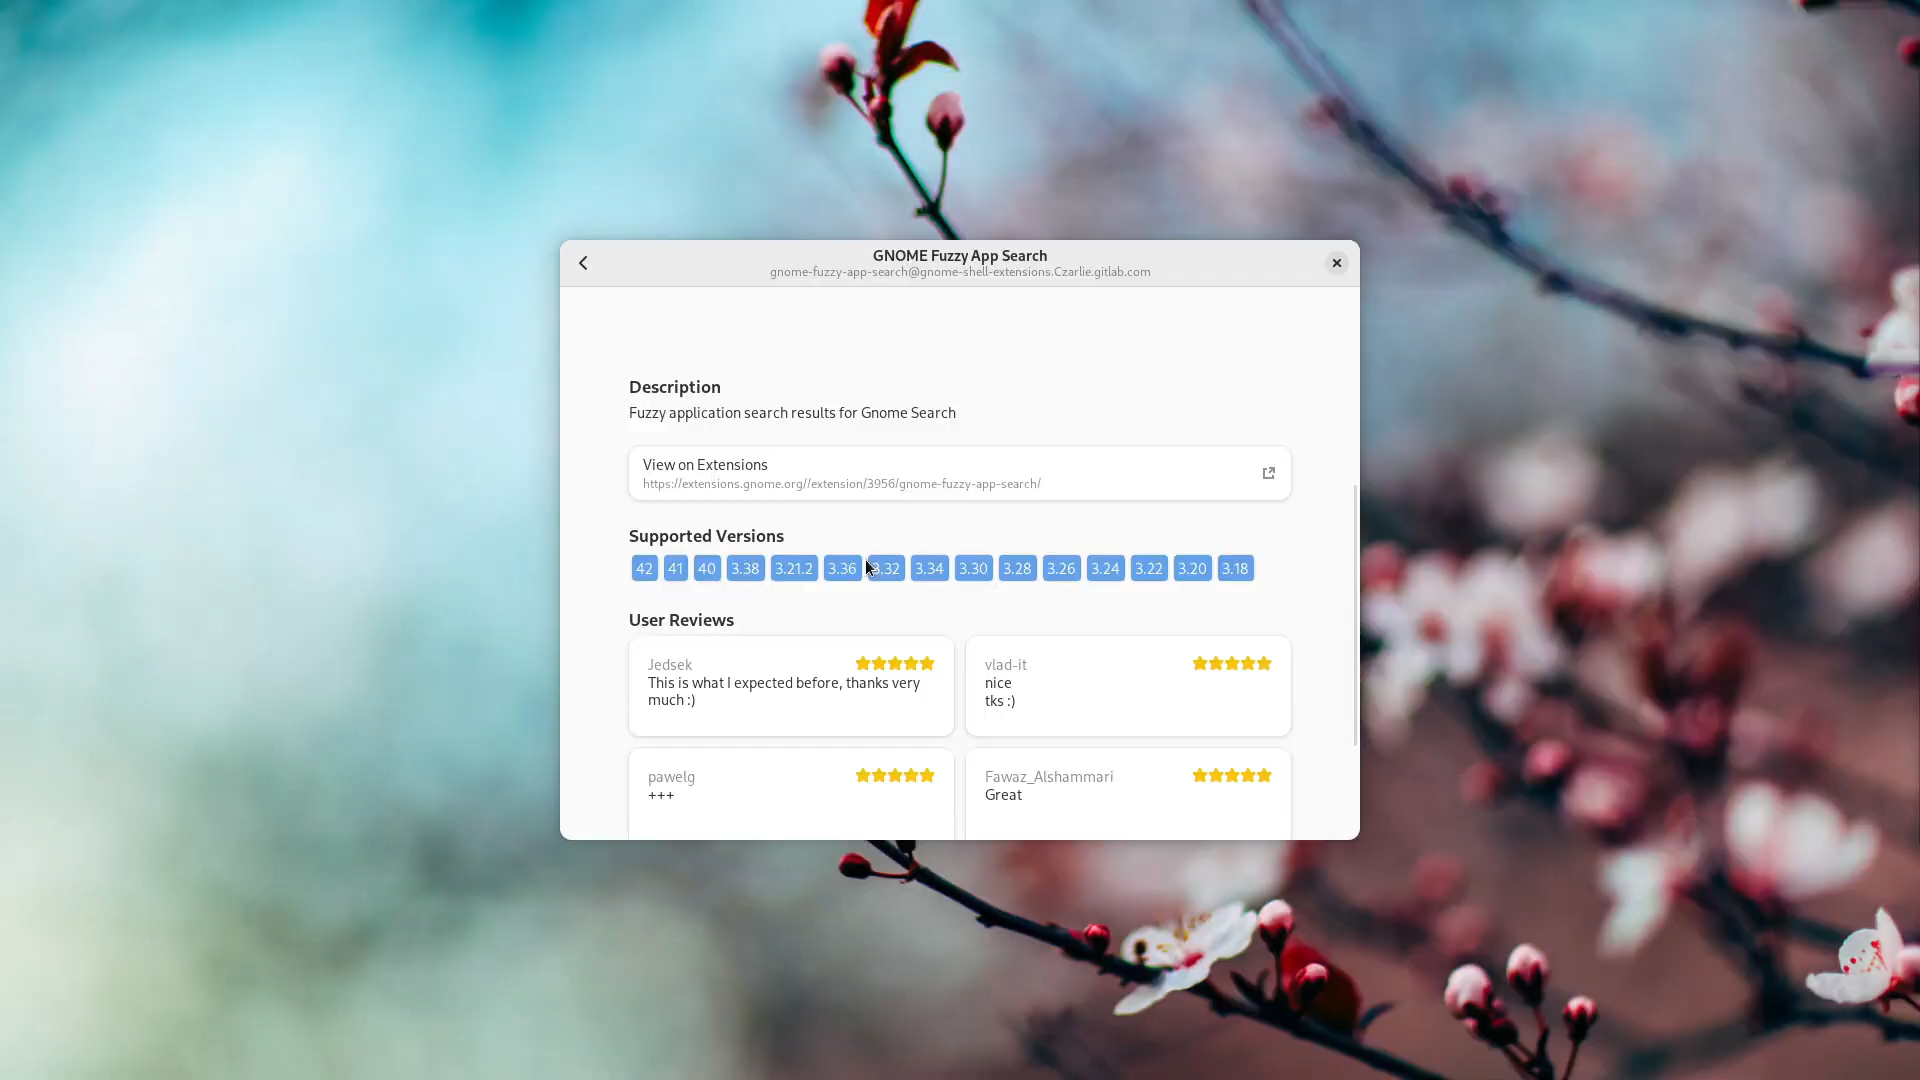 GNOME Fuzzy App Search
gnome-fuzzy-app-search@gnome-shell-extensions.Czarlie.gitlab.com
Description
Fuzzy application search results for Gnome Search
View on Extensions
https://extensions.gnome.org//extension/3956/gnome-fuzzy-app-search/
Supported Versions
42 41 40 3.38 3.21.2 3.36 3.32 3.34 3.30 3.28 3.26 3.24 3.22 3.20 3.18
User Reviews
Jedsek
This is what I expected before, thanks very
much :)
vlad-it
nice
tks :)
pawelg
+++
Fawaz_Alshammari
Great